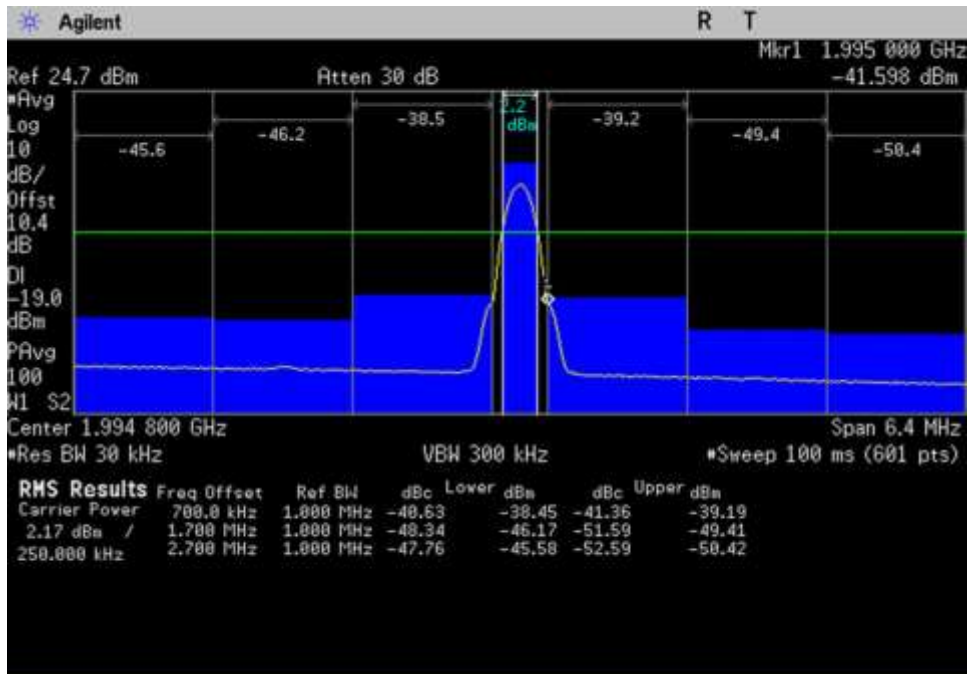 Agilent R T
Mkr1 1.995 000 GHz
Ref 24.7 dBm Atten 30 dB -41.598 dBm
#Avg
Log
10
dB/
Offst
10.4
dB
DI
-19.0
dBm
PAvg
100
W1 S2
-45.6 -46.2 -38.5 2.2 dBm -39.2 -49.4 -50.4
Center 1.994 800 GHz Span 6.4 MHz
#Res BW 30 kHz VBW 300 kHz #Sweep 100 ms (601 pts)
RMS Results Freq Offset Ref BW dBc Lower dBm dBc Upper dBm
Carrier Power 700.0 kHz 1.000 MHz -40.63 -38.45 -41.36 -39.19
2.17 dBm / 1.700 MHz 1.000 MHz -48.34 -46.17 -51.59 -49.41
250.000 kHz 2.700 MHz 1.000 MHz -47.76 -45.58 -52.59 -50.42